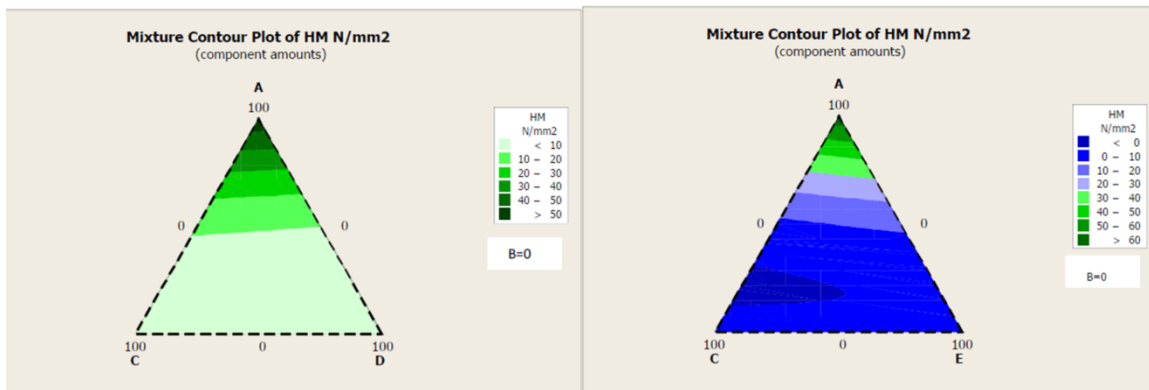 Mixture Contour Plot of HM N/mm2
(component amounts)
A
100
HM
N/mm2
< 10
10 – 20
20 – 30
30 – 40
40 – 50
> 50
0
0
B=0
100
0
100
C
D
Mixture Contour Plot of HM N/mm2
(component amounts)
A
100
HM
N/mm2
< 0
0 – 10
10 – 20
20 – 30
30 – 40
40 – 50
50 – 60
> 60
0
0
B=0
100
0
100
C
E